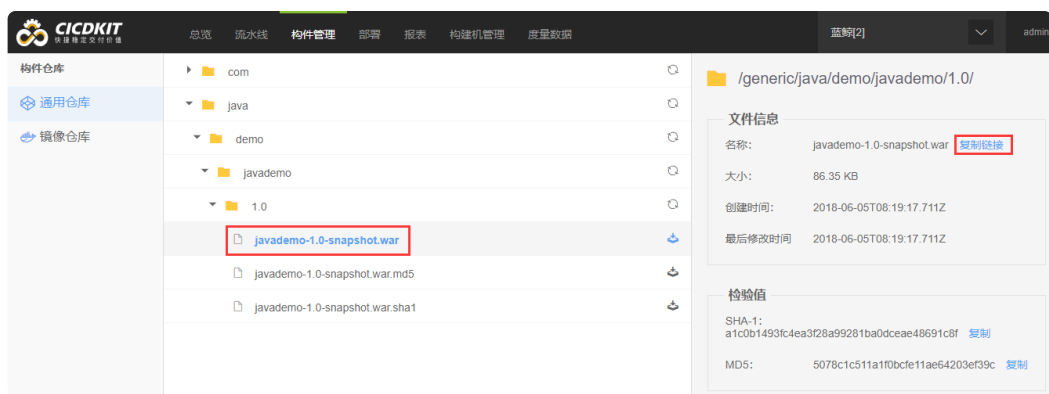 CICDKIT
快捷稳定交付价值
总览 流水线 构件管理 部署 报表 构建机管理 度量数据
蓝鲸[2]
admin
构件仓库
通用仓库
镜像仓库
com
java
demo
javademo
1.0
javademo-1.0-snapshot.war
javademo-1.0-snapshot.war.md5
javademo-1.0-snapshot.war.sha1
/generic/java/demo/javademo/1.0/
文件信息
名称: javademo-1.0-snapshot.war 复制链接
大小: 86.35 KB
创建时间: 2018-06-05T08:19:17.711Z
最后修改时间 2018-06-05T08:19:17.711Z
检验值
SHA-1:
a1c0b1493fc4ea3f28a99281ba0dceae48691c8f 复制
MD5: 5078c1c511a1f0bcfe11ae64203ef39c 复制